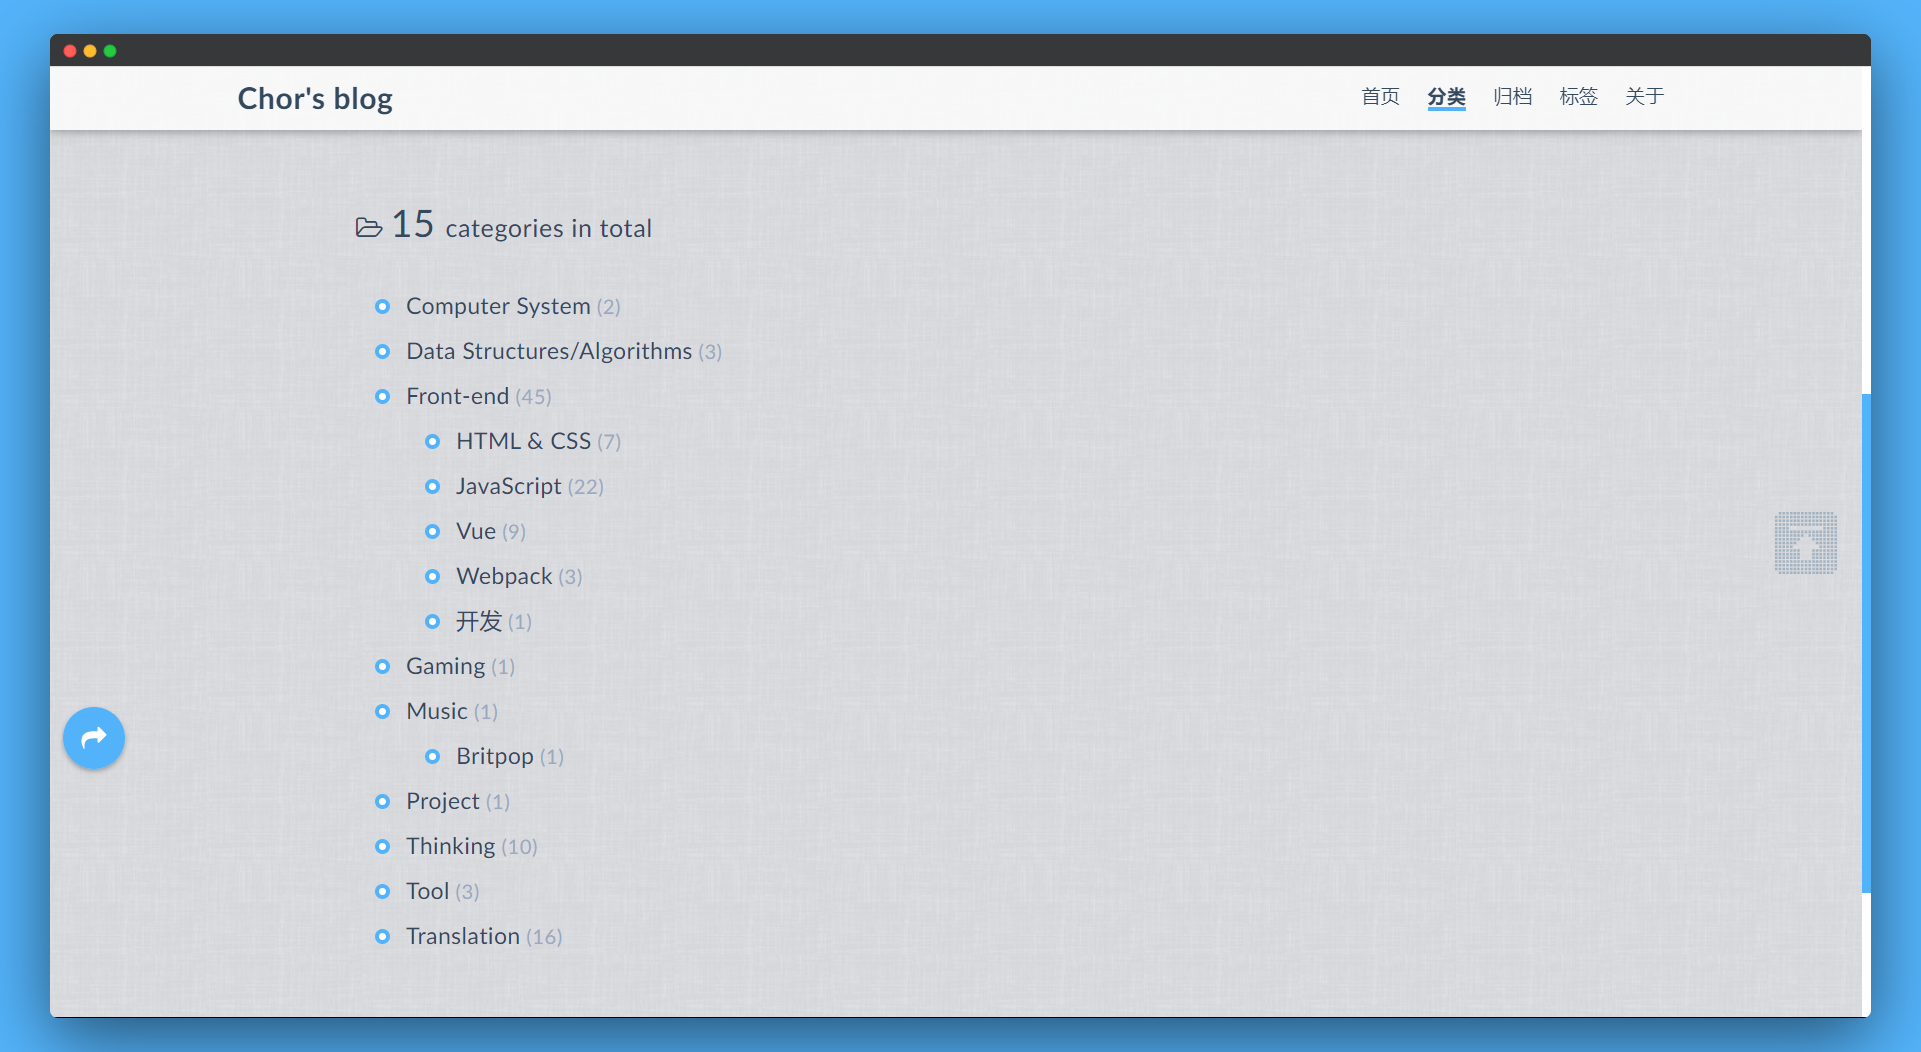 Chor's blog
首页 分类 归档 标签 关于
15 categories in total
Computer System (2)
Data Structures/Algorithms (3)
Front-end (45)
HTML & CSS (7)
JavaScript (22)
Vue (9)
Webpack (3)
开发 (1)
Gaming (1)
Music (1)
Britpop (1)
Project (1)
Thinking (10)
Tool (3)
Translation (16)